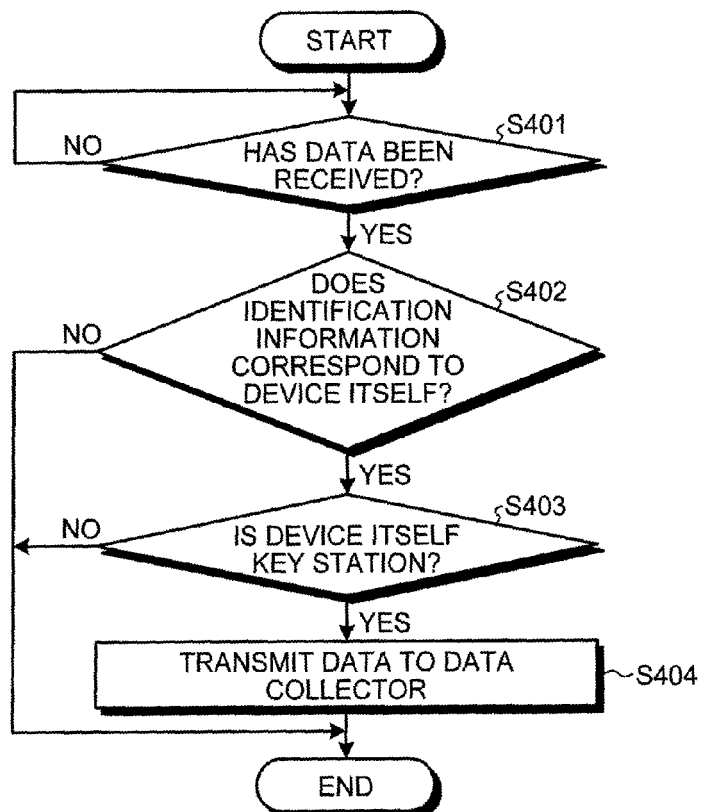 START
S401
NO
HAS DATA BEEN
RECEIVED?
YES
DOES
IDENTIFICATION
INFORMATION
CORRESPOND TO
DEVICE ITSELF?
S402
NO
YES
S403
NO
IS DEVICE ITSELF
KEY STATION?
YES
TRANSMIT DATA TO DATA
COLLECTOR
S404
END